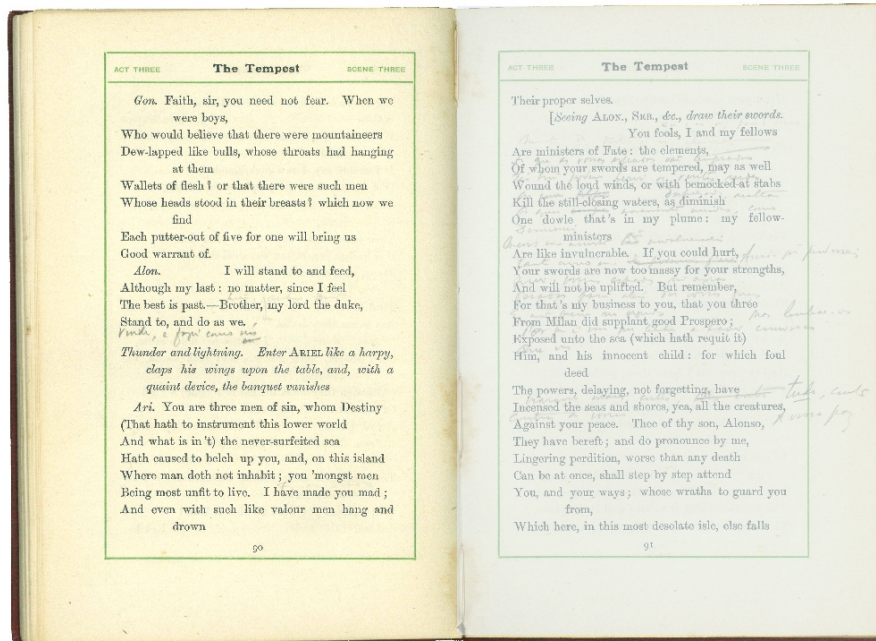 ACT THREE The Tempest SCENE THREE
Gon. Faith, sir, you need not fear. When we
were boys,
Who would believe that there were mountaineers
Dew-lapped like bulls, whose throats had hanging
at them
Wallets of flesh? or that there were such men
Whose heads stood in their breasts? which now we
find
Each putter-out of five for one will bring us
Good warrant of.
Alon. I will stand to and feed,
Although my last: no matter, since I feel
The best is past.—Brother, my lord the duke,
Stand to, and do as we.
Thunder and lightning. Enter ARIEL like a harpy,
claps his wings upon the table, and, with a
quaint device, the banquet vanishes
Ari. You are three men of sin, whom Destiny
(That hath to instrument this lower world
And what is in't) the never-surfeited sea
Hath caused to belch up you, and, on this island
Where man doth not inhabit; you 'mongst men
Being most unfit to live. I have made you mad;
And even with such like valour men hang and
drown
90
ACT THREE The Tempest SCENE THREE
Their proper selves.
[Seeing ALON., SEB., &c., draw their swords.
You fools, I and my fellows
Are ministers of Fate: the elements,
Of whom your swords are tempered, may as well
Wound the loud winds, or with bemocked-at stabs
Kill the still-closing waters, as diminish
One dowle that's in my plume: my fellow-
ministers
Are like invulnerable. If you could hurt,
Your swords are now too massy for your strengths,
And will not be uplifted. But remember,
For that's my business to you, that you three
From Milan did supplant good Prospero;
Exposed unto the sea (which hath requit it)
Him, and his innocent child: for which foul
deed
The powers, delaying, not forgetting, have
Incensed the seas and shores, yea, all the creatures,
Against your peace. Thee of thy son, Alonso,
They have bereft; and do pronounce by me,
Lingering perdition, worse than any death
Can be at once, shall step by step attend
You, and your ways; whose wraths to guard you
from,
Which here, in this most desolate isle, else falls
91